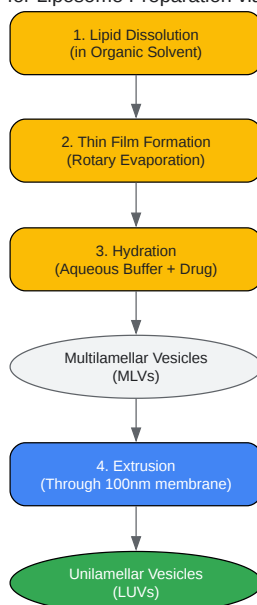 for Liposome Preparation via
1. Lipid Dissolution
(in Organic Solvent)
2. Thin Film Formation
(Rotary Evaporation)
3. Hydration
(Aqueous Buffer + Drug)
Multilamellar Vesicles
(MLVs)
4. Extrusion
(Through 100nm membrane)
Unilamellar Vesicles
(LUVs)